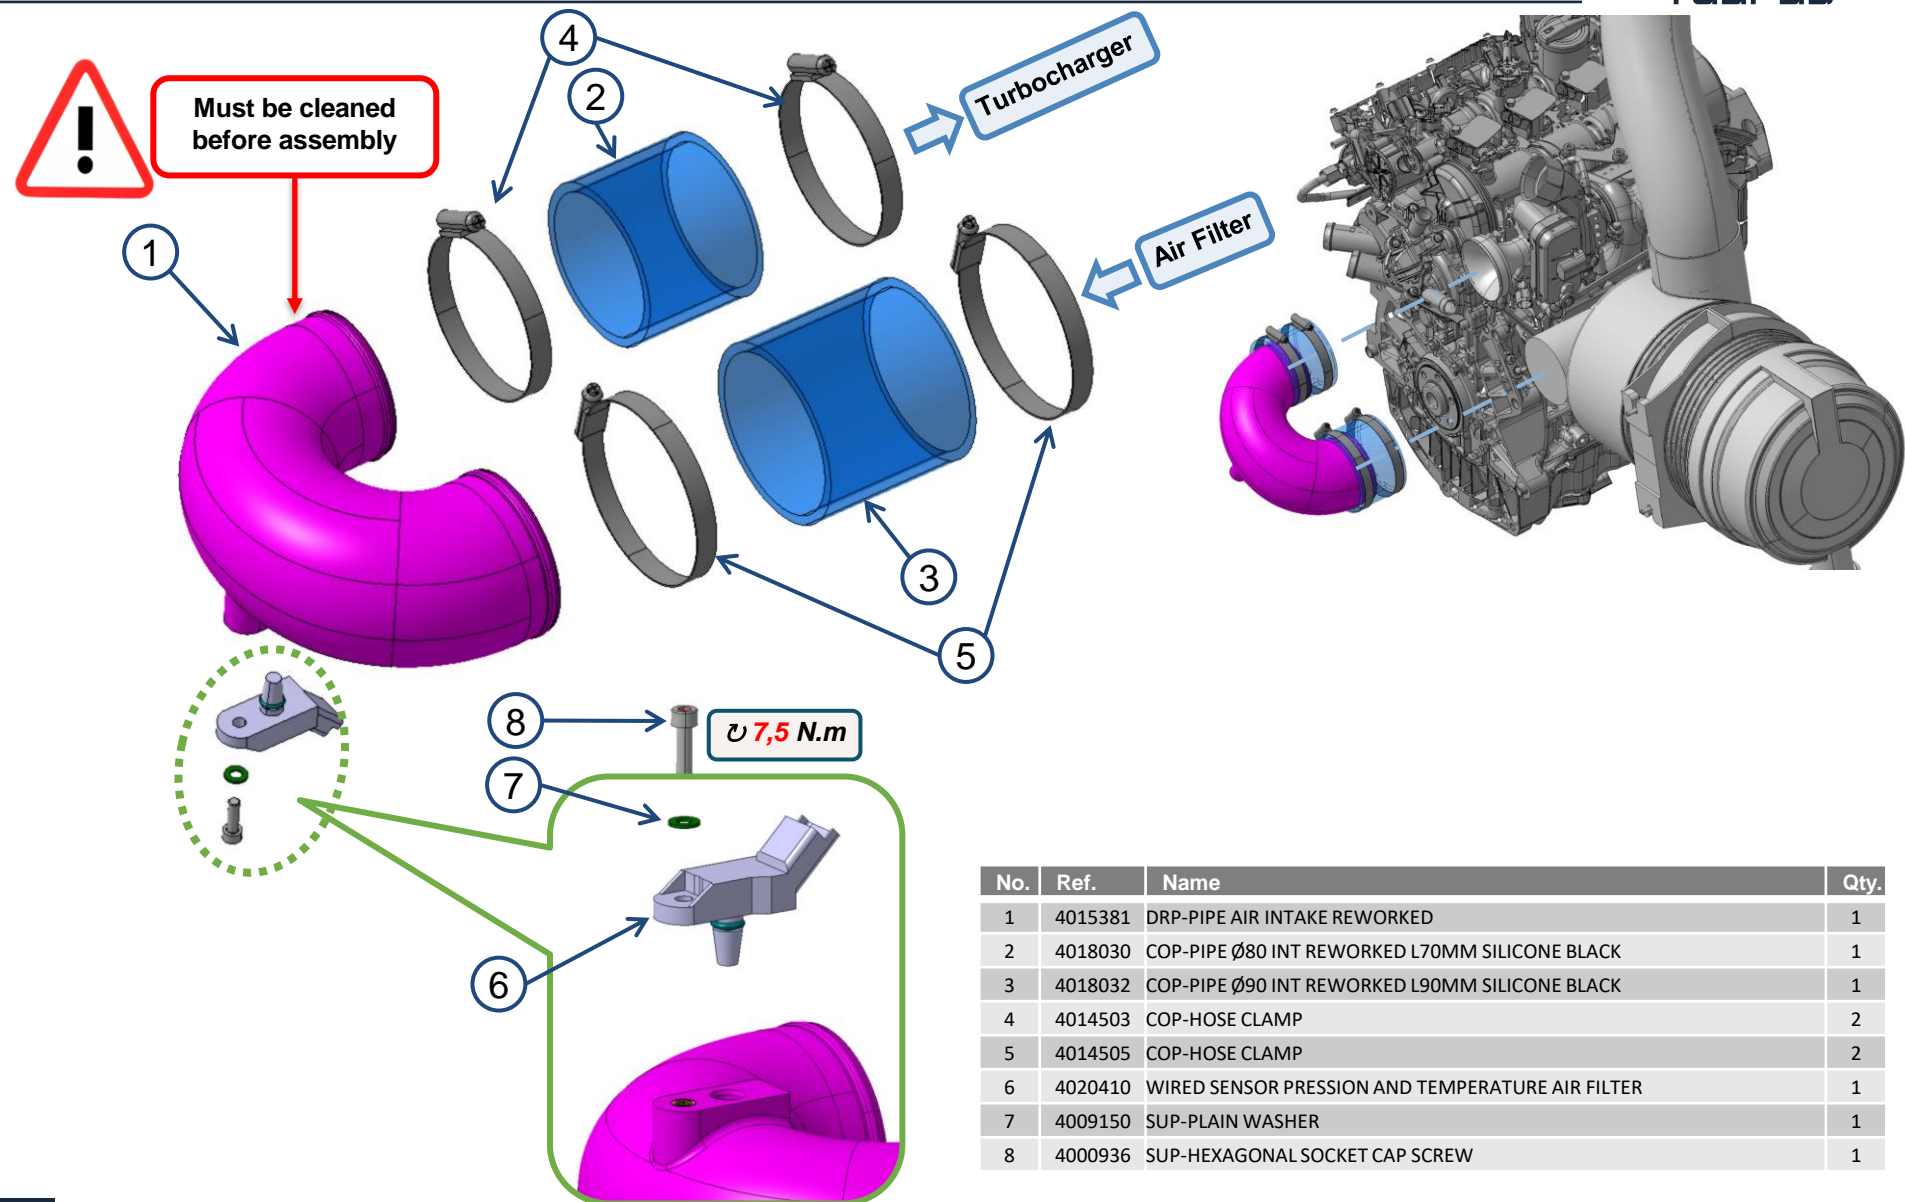 4
2
Turbocharger
Must be cleaned
before assembly
1
Air Filter
3
5
8
↻ 7,5 N.m
7
6
No. Ref. Name Qty.
1 4015381 DRP-PIPE AIR INTAKE REWORKED 1
2 4018030 COP-PIPE Ø80 INT REWORKED L70MM SILICONE BLACK 1
3 4018032 COP-PIPE Ø90 INT REWORKED L90MM SILICONE BLACK 1
4 4014503 COP-HOSE CLAMP 2
5 4014505 COP-HOSE CLAMP 2
6 4020410 WIRED SENSOR PRESSION AND TEMPERATURE AIR FILTER 1
7 4009150 SUP-PLAIN WASHER 1
8 4000936 SUP-HEXAGONAL SOCKET CAP SCREW 1